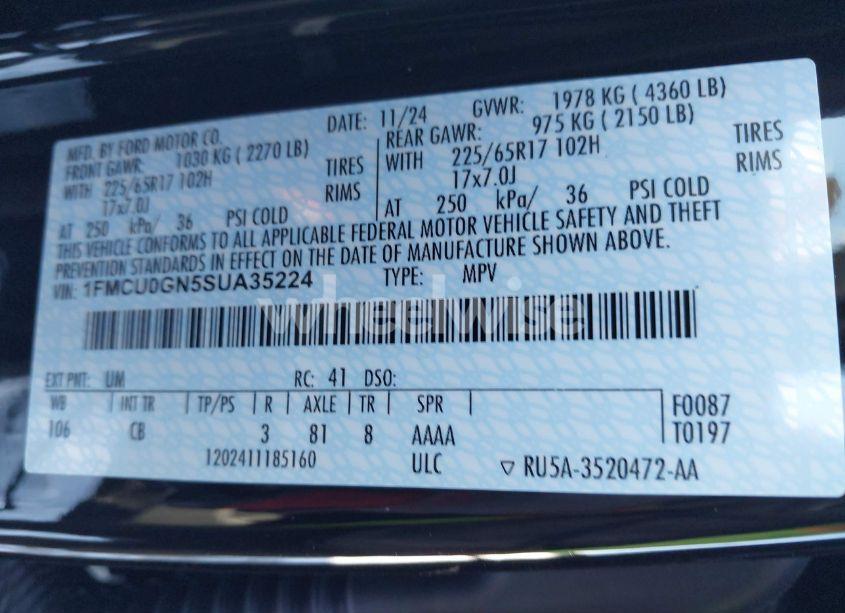 MFD. BY FORD MOTOR CO. DATE: 11/24 GVWR: 1978 KG ( 4360 LB)
FRONT GAWR: 1030 KG ( 2270 LB) REAR GAWR: 975 KG ( 2150 LB)
WITH 225/65R17 102H TIRES WITH 225/65R17 102H TIRES
17x7.0J RIMS 17x7.0J RIMS
AT 250 kPa/ 36 PSI COLD AT 250 kPa/ 36 PSI COLD
THIS VEHICLE CONFORMS TO ALL APPLICABLE FEDERAL MOTOR VEHICLE SAFETY AND THEFT
PREVENTION STANDARDS IN EFFECT ON THE DATE OF MANUFACTURE SHOWN ABOVE.
VIN: 1FMCU0GN5SUA35224 TYPE: MPV
wheelwise
EXT PNT: UM RC: 41 DSO:
WB INT TR TP/PS R AXLE TR SPR F0087
106 CB 3 81 8 AAAA T0197
1202411185160 ULC ▽ RU5A-3520472-AA